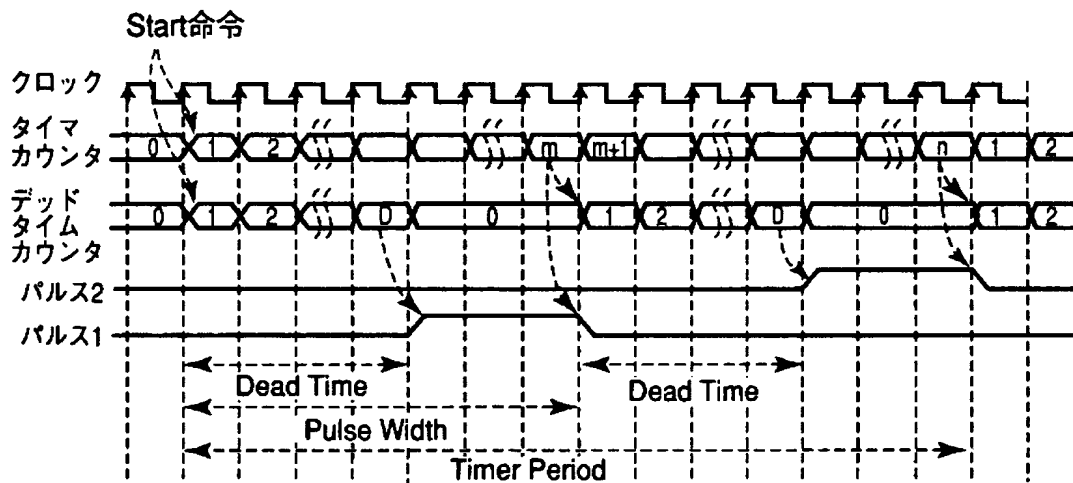 Start命令
クロック
タイマ
カウンタ
0 1 2 m m+1 n 1 2
デッド
タイム
カウンタ
0 1 2 D 0 1 2 D 0 1 2
パルス2
パルス1
Dead Time
Dead Time
Pulse Width
Timer Period